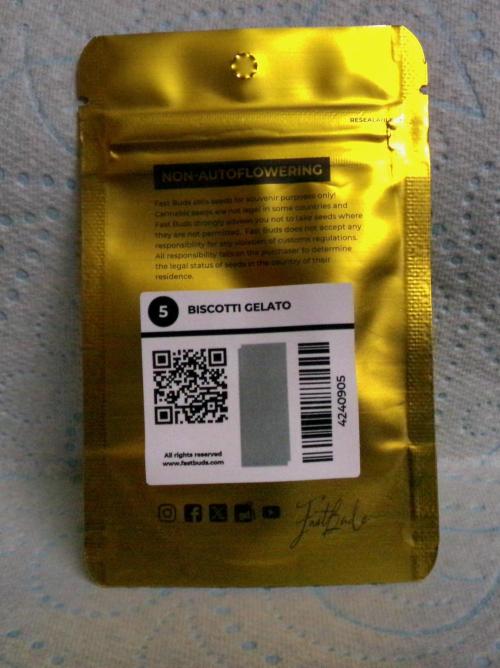 RESEALABLE
NON-AUTOFLOWERING
Fast Buds sells seeds for souvenir purposes only!
Cannabis seeds are not legal in some countries and
Fast Buds strongly advises you not to take seeds where
they are not permitted. Fast Buds does not accept any
responsibility for any violation of customs regulations.
All responsibility falls on the purchaser to determine
the legal status of seeds in the country of their
residence.
5 BISCOTTI GELATO
4240905
All rights reserved
www.fastbuds.com
FastBuds